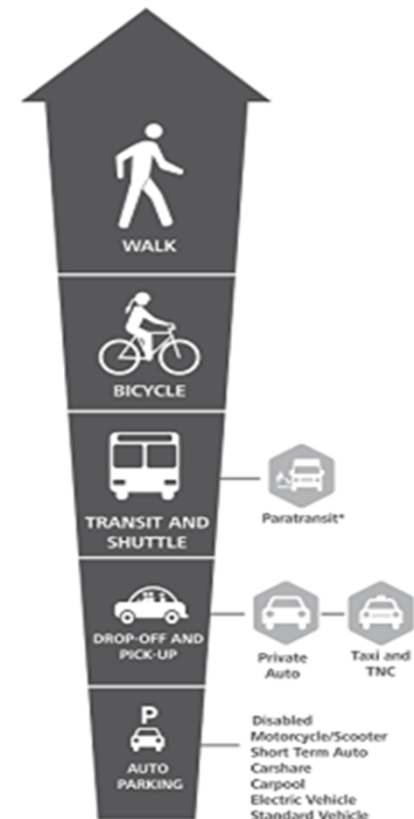 WALK
BICYCLE
TRANSIT AND
SHUTTLE
Paratransit*
DROP-OFF AND
PICK-UP
Private
Auto
Taxi and
TNC
P
AUTO
PARKING
Disabled
Motorcycle/Scooter
Short Term Auto
Carshare
Carpool
Electric Vehicle
Standard Vehicle